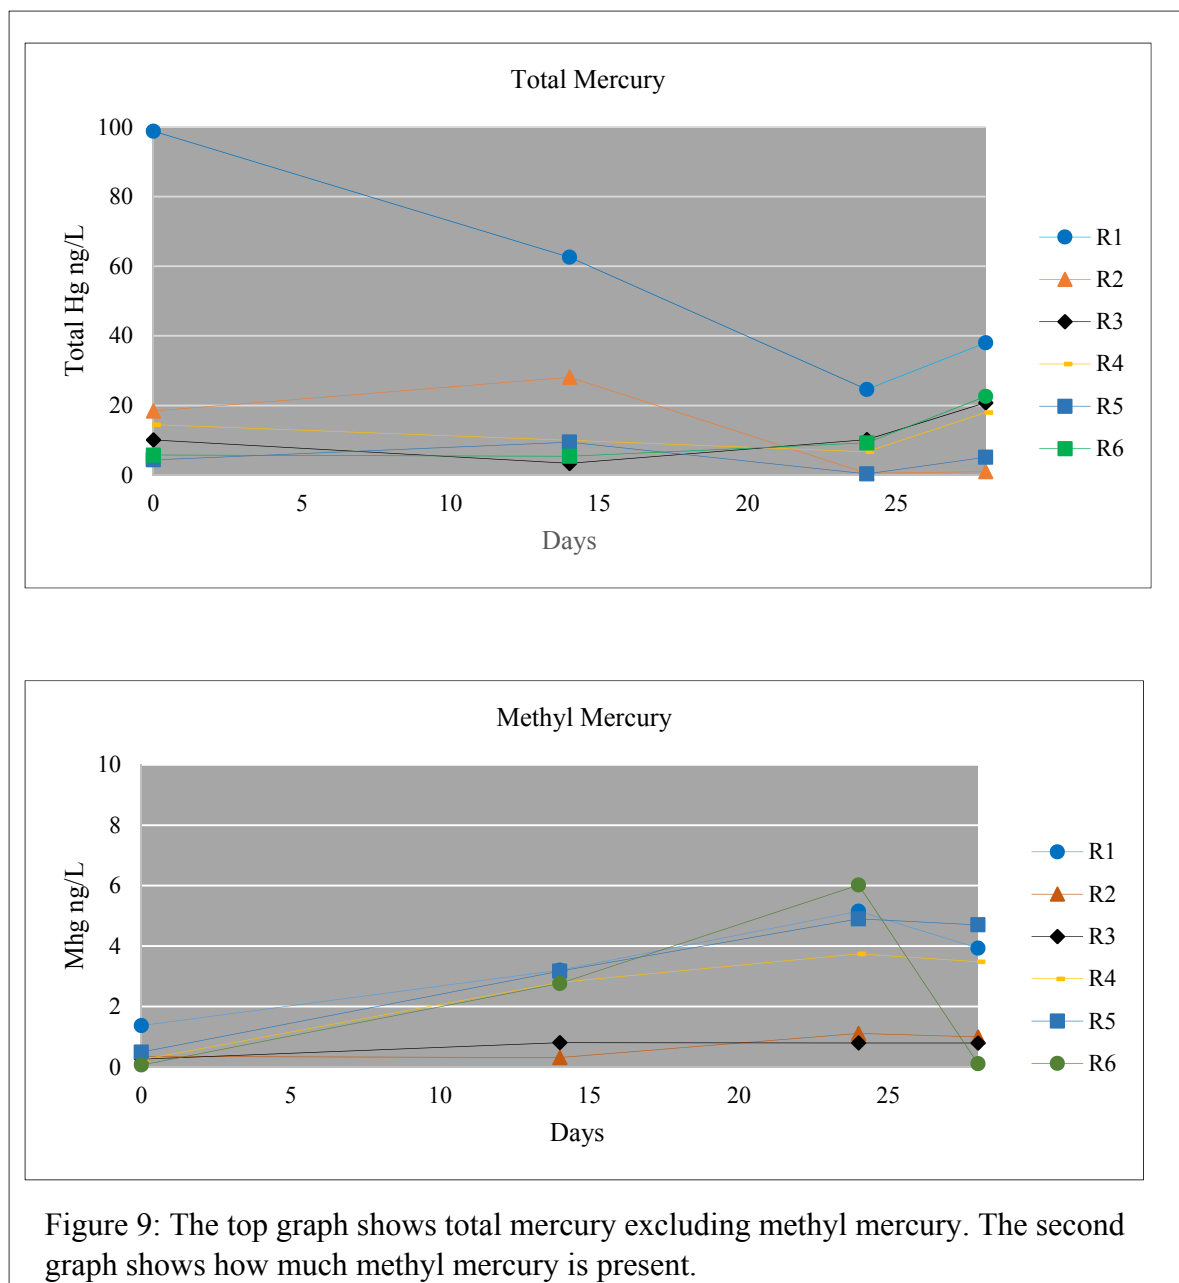 Total Mercury
100
80
60
40
20
0
Total Hg ng/L
0 5 10 15 20 25
Days
R1
R2
R3
R4
R5
R6
Methyl Mercury
10
8
6
4
2
0
Mhg ng/L
0 5 10 15 20 25
Days
R1
R2
R3
R4
R5
R6
Figure 9: The top graph shows total mercury excluding methyl mercury. The second
graph shows how much methyl mercury is present.